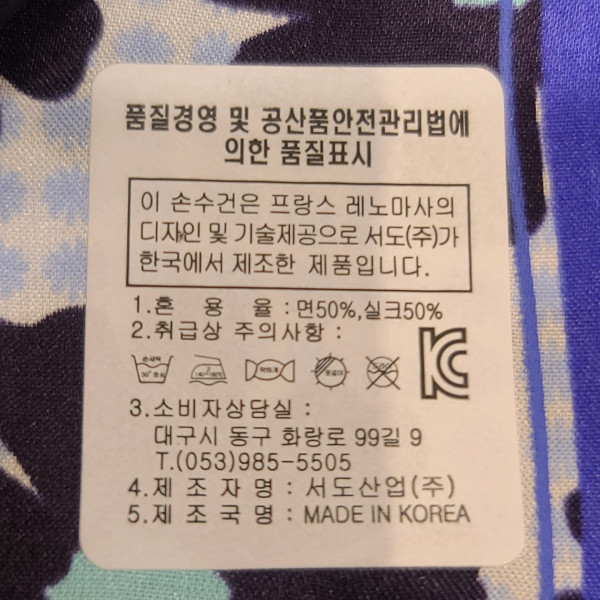 품질경영 및 공산품안전관리법에
의한 품질표시
이 손수건은 프랑스 레노마사의
디자인 및 기술제공으로 서도(주)가
한국에서 제조한 제품입니다.
1.혼 용 율 : 면50%,실크50%
2.취급상 주의사항 :
3.소비자상담실 :
대구시 동구 화랑로 99길 9
T.(053)985-5505
4.제 조 자 명 : 서도산업(주)
5.제 조 국 명 : MADE IN KOREA